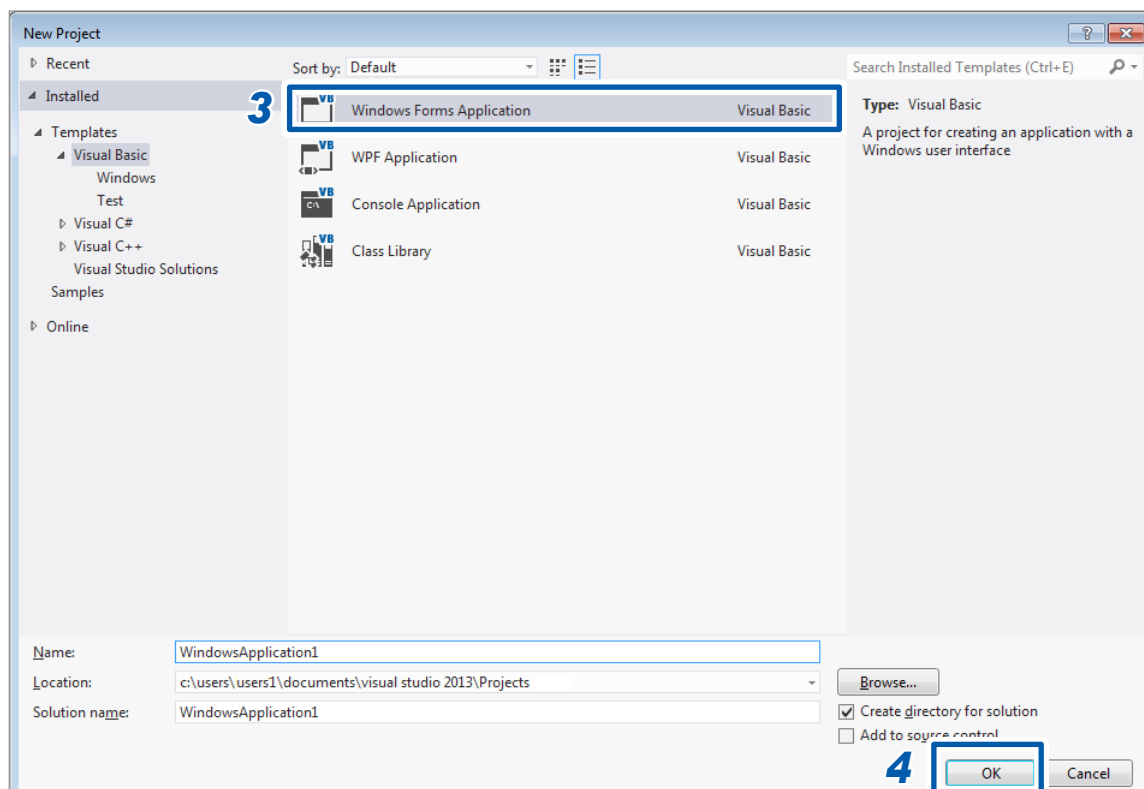 New Project
Recent
Sort by: Default
Search Installed Templates (Ctrl+E)
Installed
Templates
Visual Basic
Windows
Test
Visual C#
Visual C++
Visual Studio Solutions
Samples
Online
3
VB Windows Forms Application Visual Basic
VB WPF Application Visual Basic
VB C:\ Console Application Visual Basic
VB Class Library Visual Basic
Type: Visual Basic
A project for creating an application with a
Windows user interface
Name: WindowsApplication1
Location: c:\users\users1\documents\visual studio 2013\Projects Browse...
Solution name: WindowsApplication1
Create directory for solution
Add to source control
4
OK Cancel